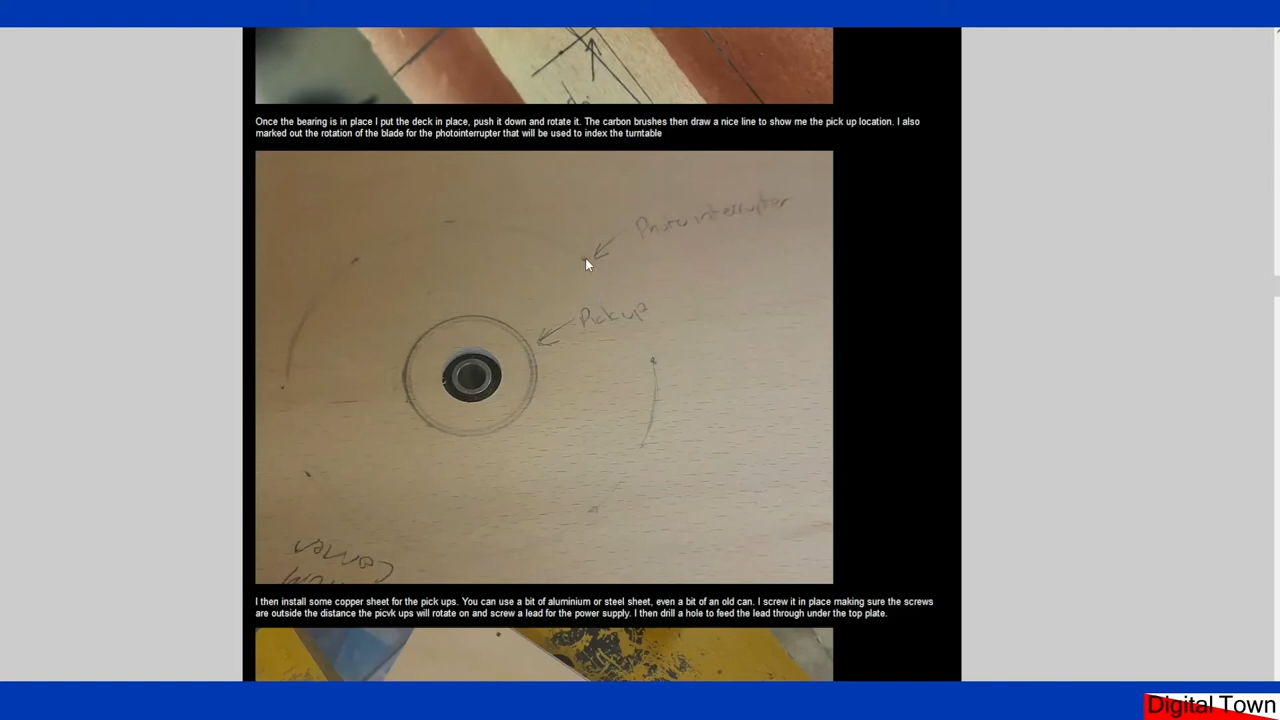 Once the bearing is in place I put the deck in place, push it down and rotate it. The carbon brushes then draw a nice line to show me the pick up location. I also
marked out the rotation of the blade for the photointerrupter that will be used to index the turntable
Photointerrupter
Pickup
I then install some copper sheet for the pick ups. You can use a bit of aluminium or steel sheet, even a bit of an old can. I screw it in place making sure the screws
are outside the distance the picvk ups will rotate on and screw a lead for the power supply. I then drill a hole to feed the lead through under the top plate.
Digital Town